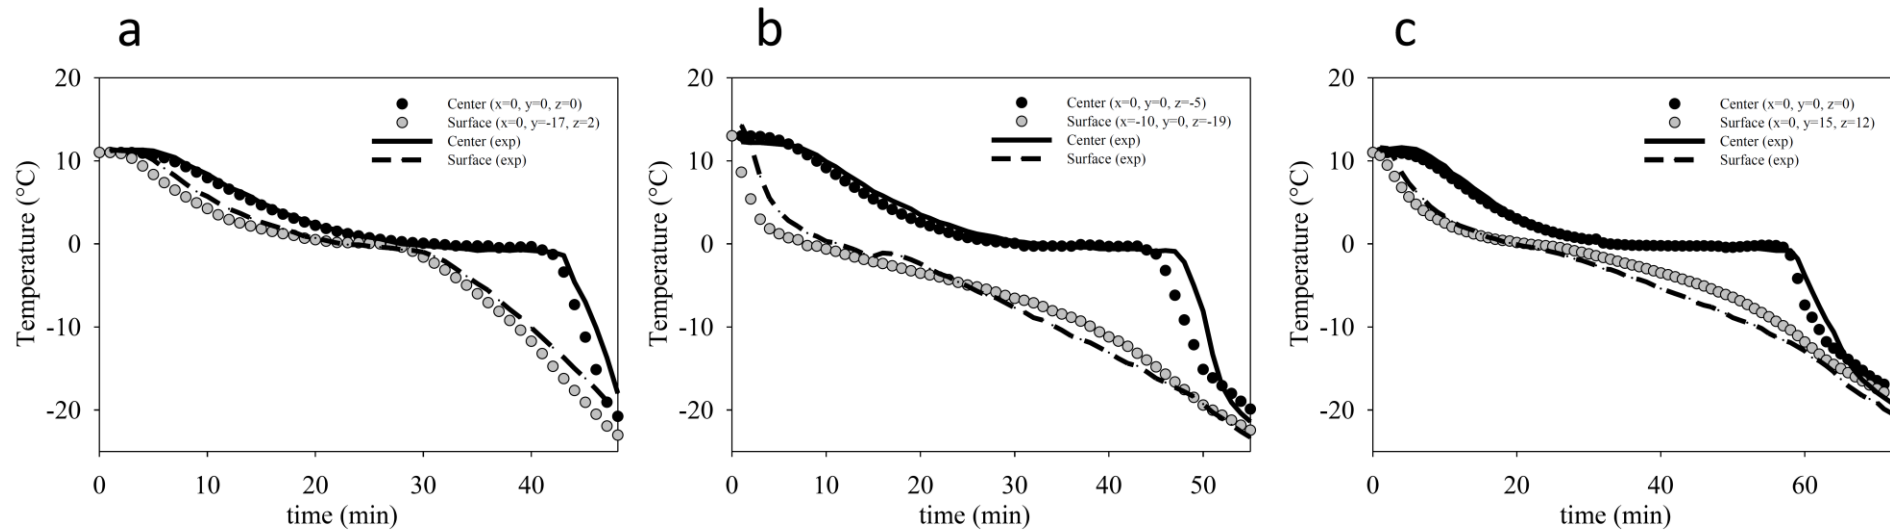 a
20
10
0
-10
-20
Temperature (°C)
Center (x=0, y=0, z=0)
Surface (x=0, y=-17, z=2)
Center (exp)
Surface (exp)
0 10 20 30 40
time (min)
b
20
10
0
-10
-20
Temperature (°C)
Center (x=0, y=0, z=-5)
Surface (x=-10, y=0, z=-19)
Center (exp)
Surface (exp)
0 10 20 30 40 50
time (min)
c
20
10
0
-10
-20
Temperature (°C)
Center (x=0, y=0, z=0)
Surface (x=0, y=15, z=12)
Center (exp)
Surface (exp)
0 20 40 60
time (min)